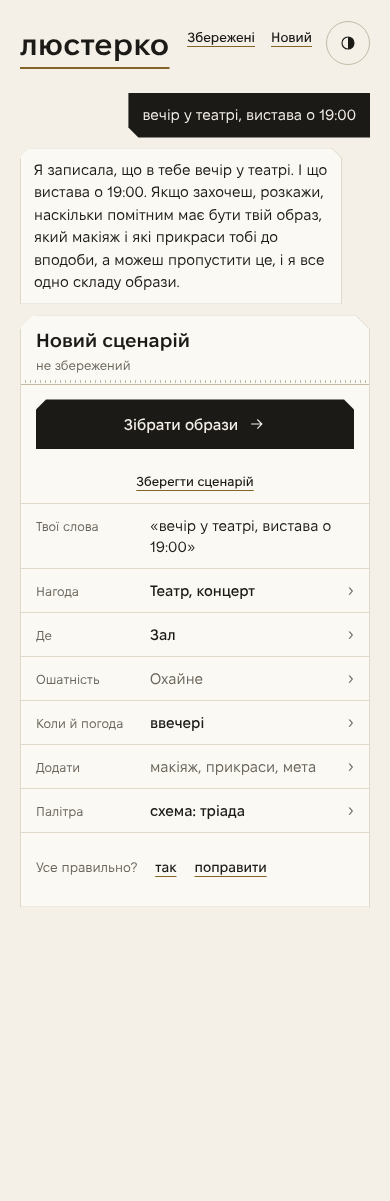 люстерко
Збережені Новий
вечір у театрі, вистава о 19:00
Я записала, що в тебе вечір у театрі. І що
вистава о 19:00. Якщо захочеш, розкажи,
наскільки помітним має бути твій образ,
який макіяж і які прикраси тобі до
вподоби, а можеш пропустити це, і я все
одно складу образи.
Новий сценарій
не збережений
Зібрати образи →
Зберегти сценарій
Твої слова «вечір у театрі, вистава о
19:00»
Нагода Театр, концерт ›
Де Зал ›
Ошатність Охайне ›
Коли й погода ввечері ›
Додати макіяж, прикраси, мета ›
Палітра схема: тріада ›
Усе правильно? так поправити